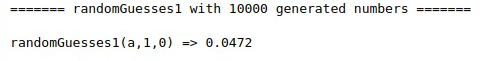 ======= randomGuesses1 with 10000 generated numbers =======
randomGuesses1(a,1,0) => 0.0472